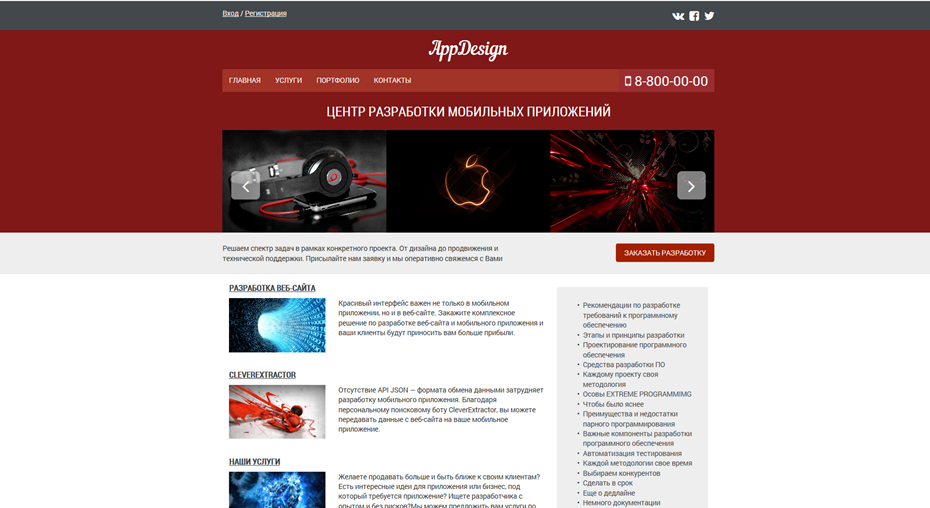 Вход / Регистрация
AppDesign
ГЛАВНАЯ УСЛУГИ ПОРТФОЛИО КОНТАКТЫ 8-800-00-00
ЦЕНТР РАЗРАБОТКИ МОБИЛЬНЫХ ПРИЛОЖЕНИЙ
Решаем спектр задач в рамках конкретного проекта. От дизайна до продвижения и
технической поддержки. Присылайте нам заявку и мы оперативно свяжемся с Вами
ЗАКАЗАТЬ РАЗРАБОТКУ
РАЗРАБОТКА ВЕБ-САЙТА
Красивый интерфейс важен не только в мобильном
приложении, но и в веб-сайте. Закажите комплексное
решение по разработке веб-сайта и мобильного приложения и
ваши клиенты будут приносить вам больше прибыли.
CLEVEREXTRACTOR
Отсутствие API JSON — формата обмена данными затрудняет
разработку мобильного приложения. Благодаря
персональному поисковому боту CleverExtractor, вы можете
передавать данные с веб-сайта на ваше мобильное
приложение.
НАШИ УСЛУГИ
Желаете продавать больше и быть ближе к своим клиентам?
Есть интересные идеи для приложения или бизнес, под
который требуется приложение? Ищете разработчика с
опытом и без рисков?Мы можем предложить вам услуги по
• Рекомендации по разработке
требований к программному
обеспечению
• Этапы и принципы разработки
• Проектирование программного
обеспечения
• Средства разработки ПО
• Каждому проекту своя
методология
• Осовы EXTREME PROGRAMMIMG
• Чтобы было яснее
• Преимущества и недостатки
парного программирования
• Важные компоненты разработки
программного обеспечения
• Автоматизация тестирования
• Каждой методологии свое время
• Выбираем конкурентов
• Сделать в срок
• Еще о дедлайне
• Немного документации